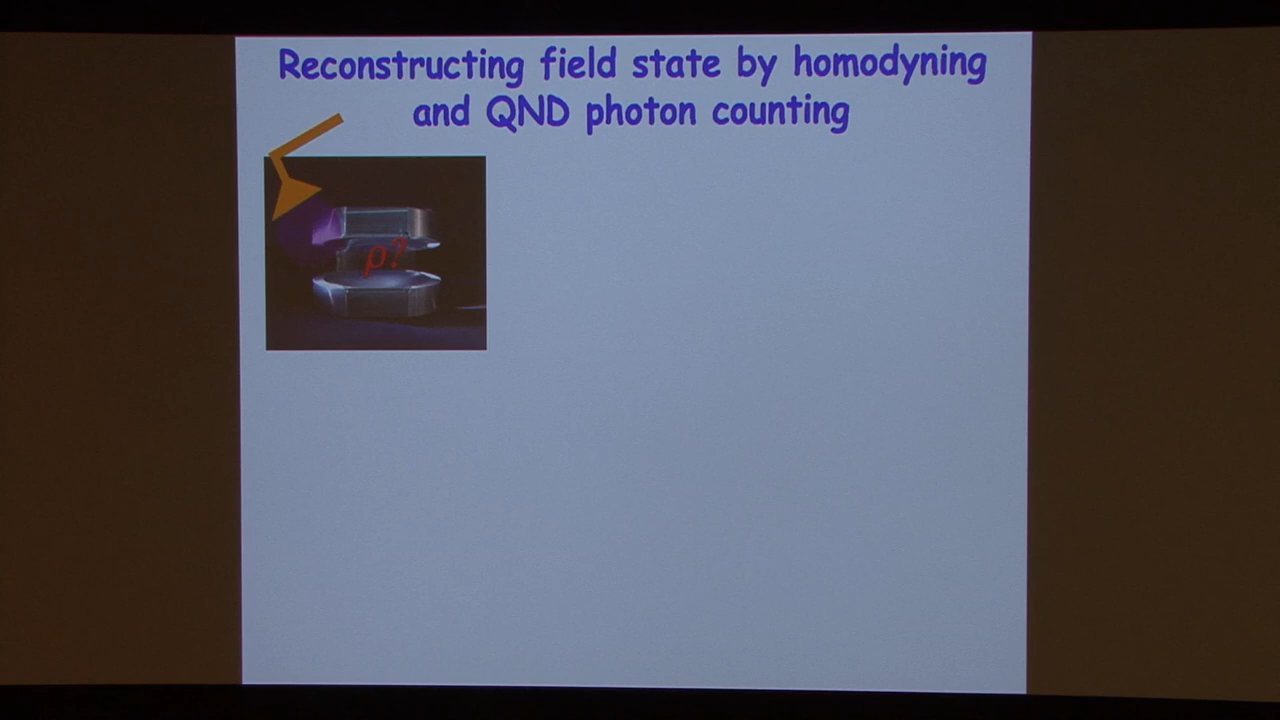 Reconstructing field state by homodyning
and QND photon counting
ρ?